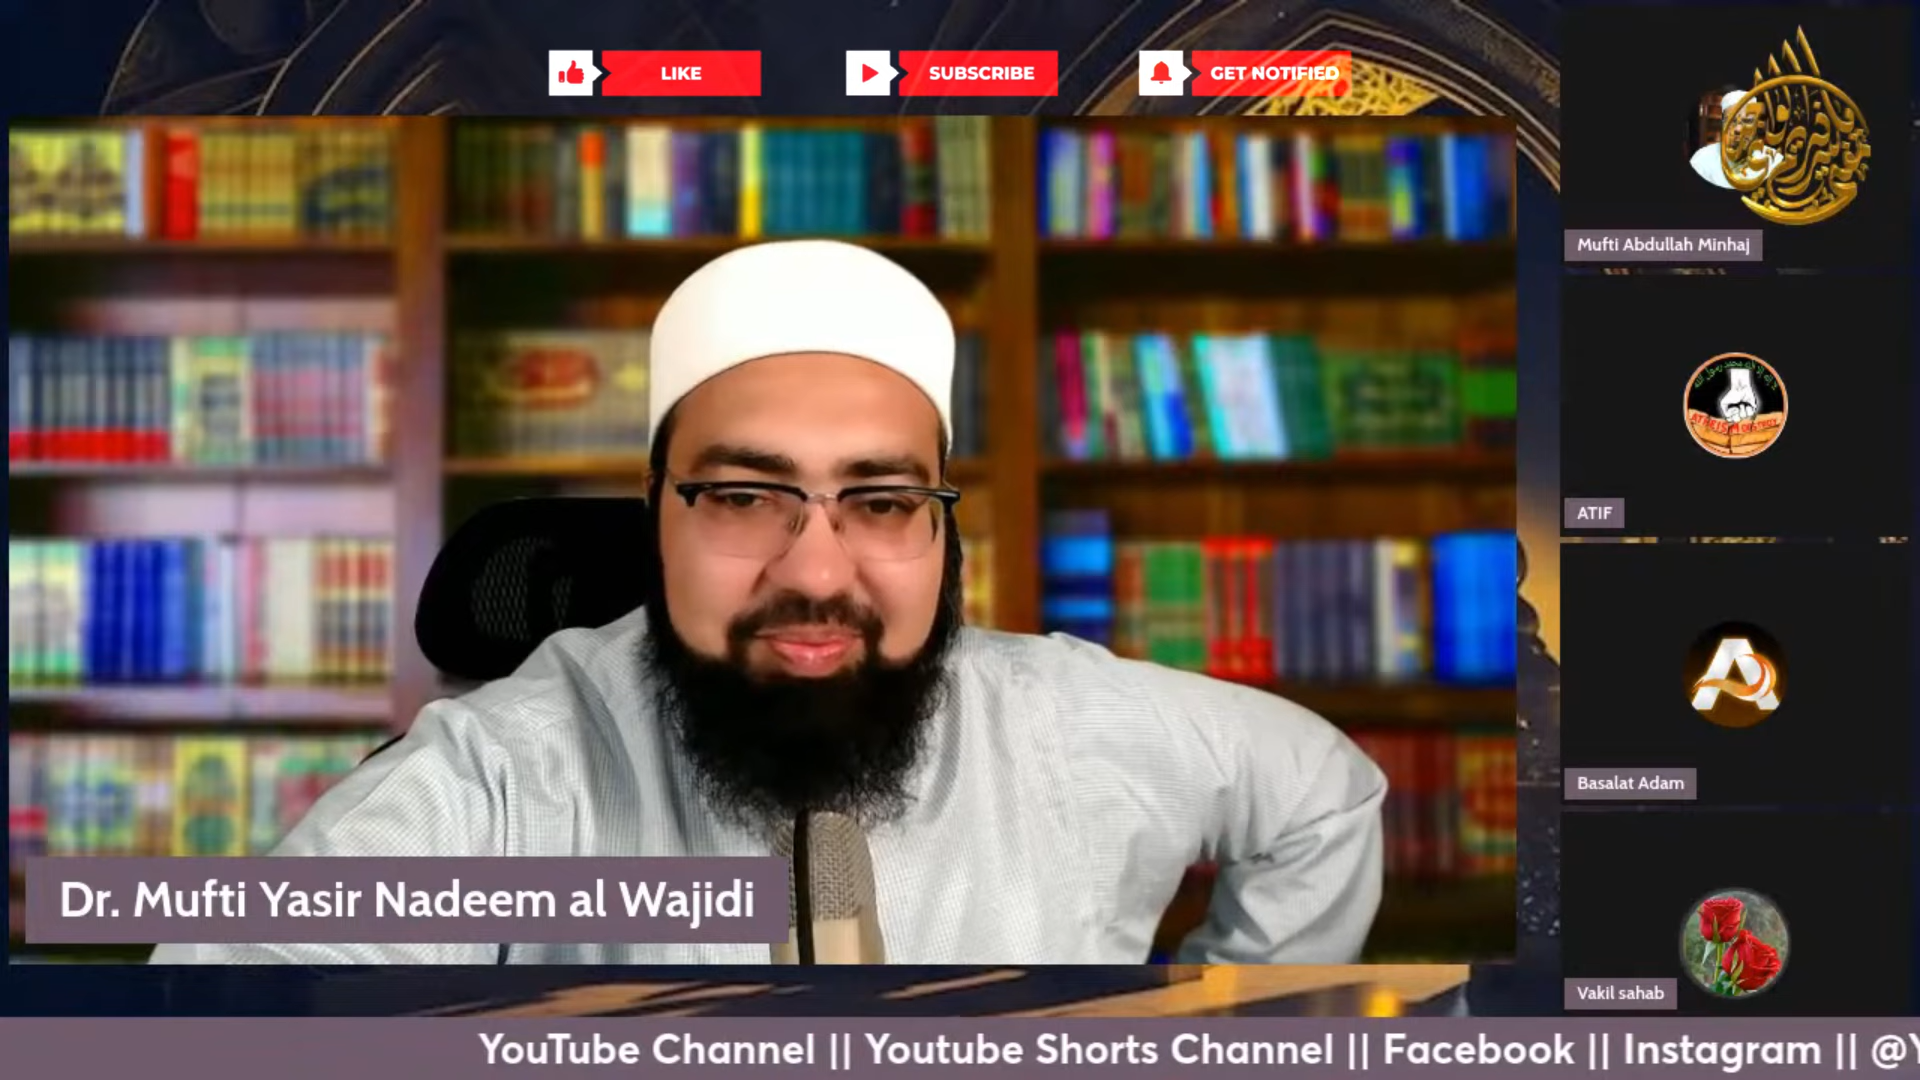 LIKE
SUBSCRIBE
GET NOTIFIED
Mufti Abdullah Minhaj
ATIF
Basalat Adam
Vakil sahab
Dr. Mufti Yasir Nadeem al Wajidi
YouTube Channel || Youtube Shorts Channel || Facebook || Instagram || @Y